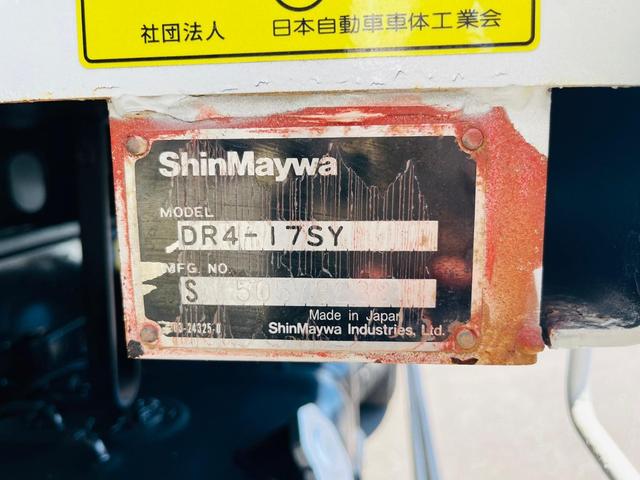 社団法人 日本自動車車体工業会
ShinMaywa
MODEL
DR4-17SY
MFG. NO.
S
Made in Japan
ShinMaywa Industries, Ltd.